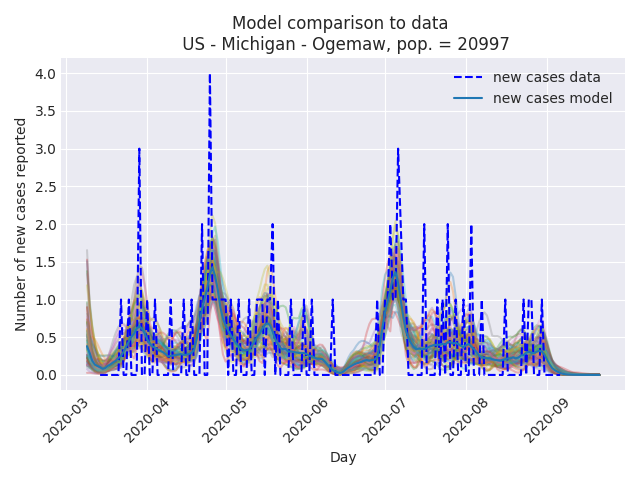 Model comparison to data
US - Michigan - Ogemaw, pop. = 20997
new cases data
new cases model
Number of new cases reported
4.0
3.5
3.0
2.5
2.0
1.5
1.0
0.5
0.0
2020-03
2020-04
2020-05
2020-06
2020-07
2020-08
2020-09
Day